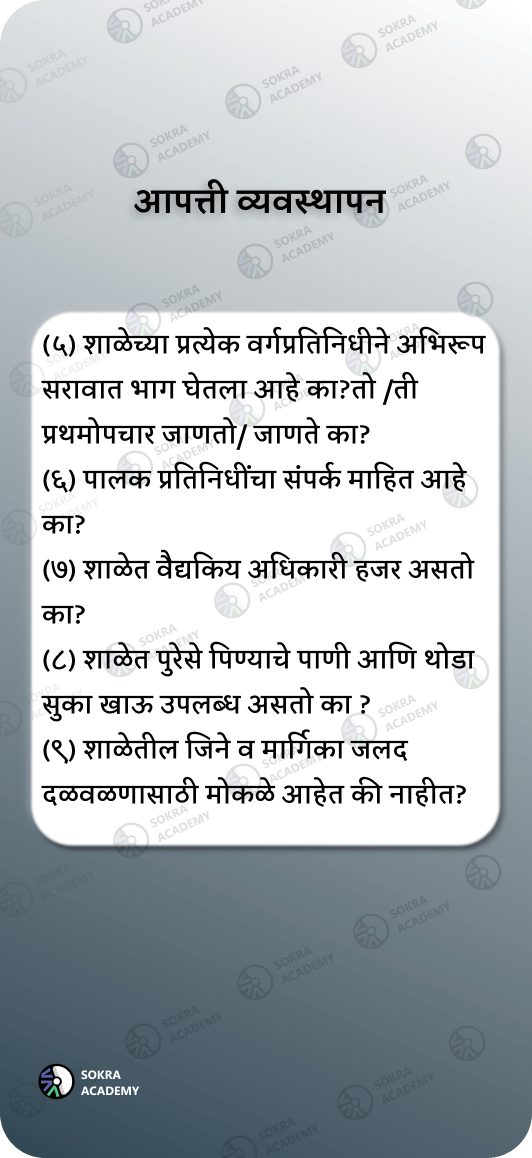 आपत्ती व्यवस्थापन
(५) शाळेच्या प्रत्येक वर्गप्रतिनिधीने अभिरूप
सरावात भाग घेतला आहे का?तो /ती
प्रथमोपचार जाणतो/ जाणते का?
(६) पालक प्रतिनिधींचा संपर्क माहित आहे
का?
(७) शाळेत वैद्यकिय अधिकारी हजर असतो
का?
(८) शाळेत पुरेसे पिण्याचे पाणी आणि थोडा
सुका खाऊ उपलब्ध असतो का ?
(९) शाळेतील जिने व मार्गिका जलद
दळवळणासाठी मोकळे आहेत की नाहीत?
SOKRA
ACADEMY